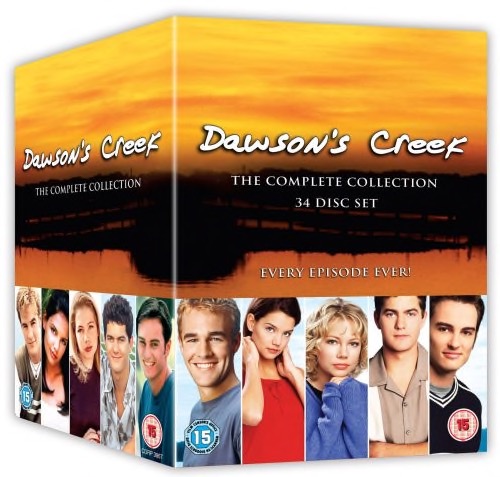 Dawson's Creek
THE COMPLETE COLLECTION
Dawson's Creek
THE COMPLETE COLLECTION
34 DISC SET
EVERY EPISODE EVER!
15
15
15
15